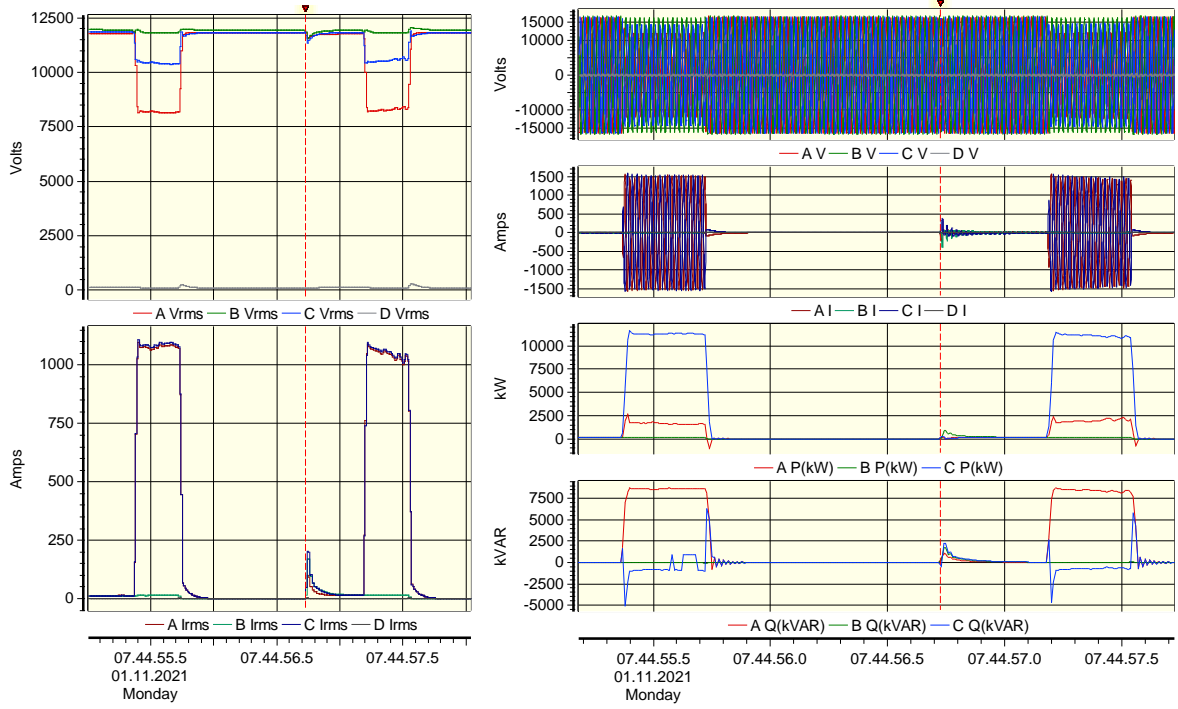 12500
10000
7500
5000
2500
0
Volts
A Vrms B Vrms C Vrms D Vrms
1000
750
500
250
0
Amps
A Irms B Irms C Irms D Irms
07.44.55.5 07.44.56.5 07.44.57.5
01.11.2021
Monday
15000
10000
5000
0
-5000
-10000
-15000
Volts
A V B V C V D V
1500
1000
500
0
-500
-1000
-1500
Amps
A I B I C I D I
10000
7500
5000
2500
0
kW
A P(kW) B P(kW) C P(kW)
7500
5000
2500
0
-2500
-5000
kVAR
A Q(kVAR) B Q(kVAR) C Q(kVAR)
07.44.55.5 07.44.56.0 07.44.56.5 07.44.57.0 07.44.57.5
01.11.2021
Monday